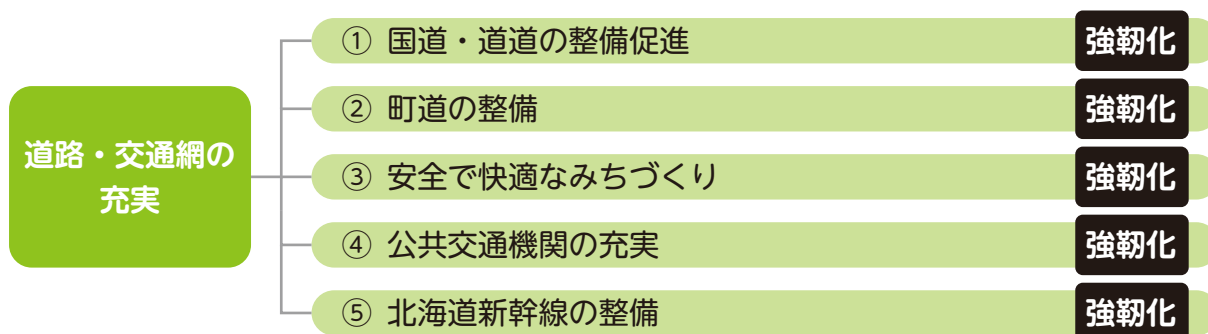 道路・交通網の
充実
① 国道・道道の整備促進 強靭化
② 町道の整備 強靭化
③ 安全で快適なみちづくり 強靭化
④ 公共交通機関の充実 強靭化
⑤ 北海道新幹線の整備 強靭化